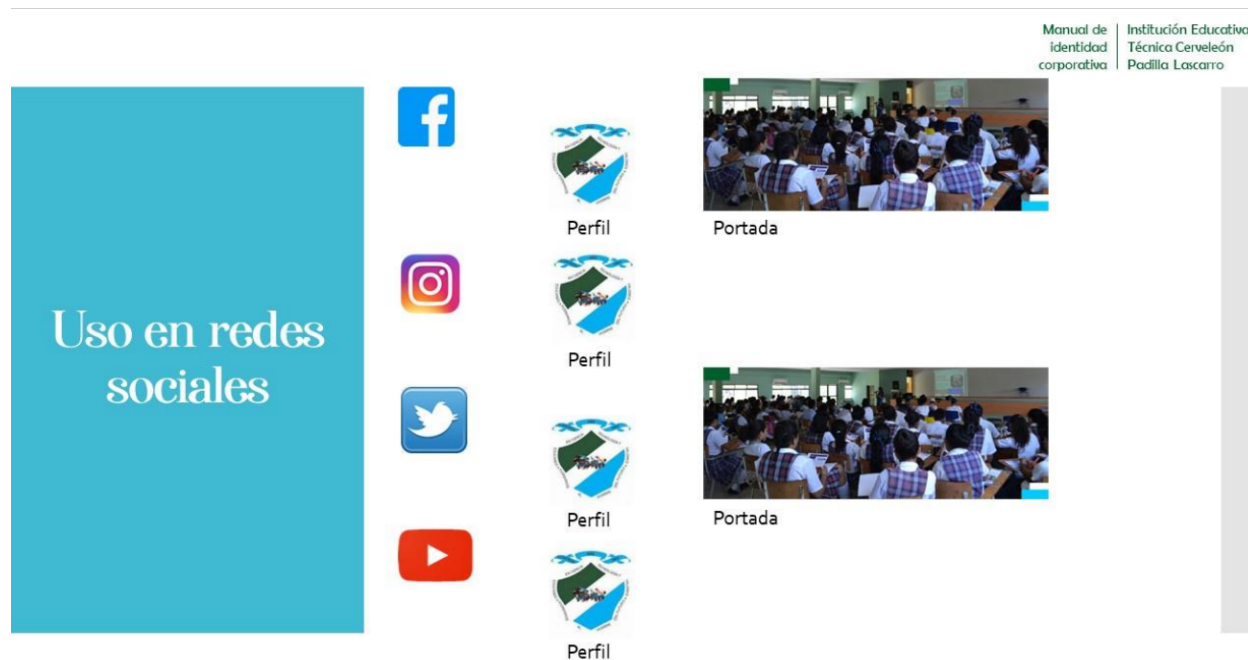 Manual de
identidad
corporativa
Institución Educativa
Técnica Cerveleón
Padilla Lascarro
Uso en redes
sociales
Perfil
Portada
Perfil
Perfil
Portada
Perfil